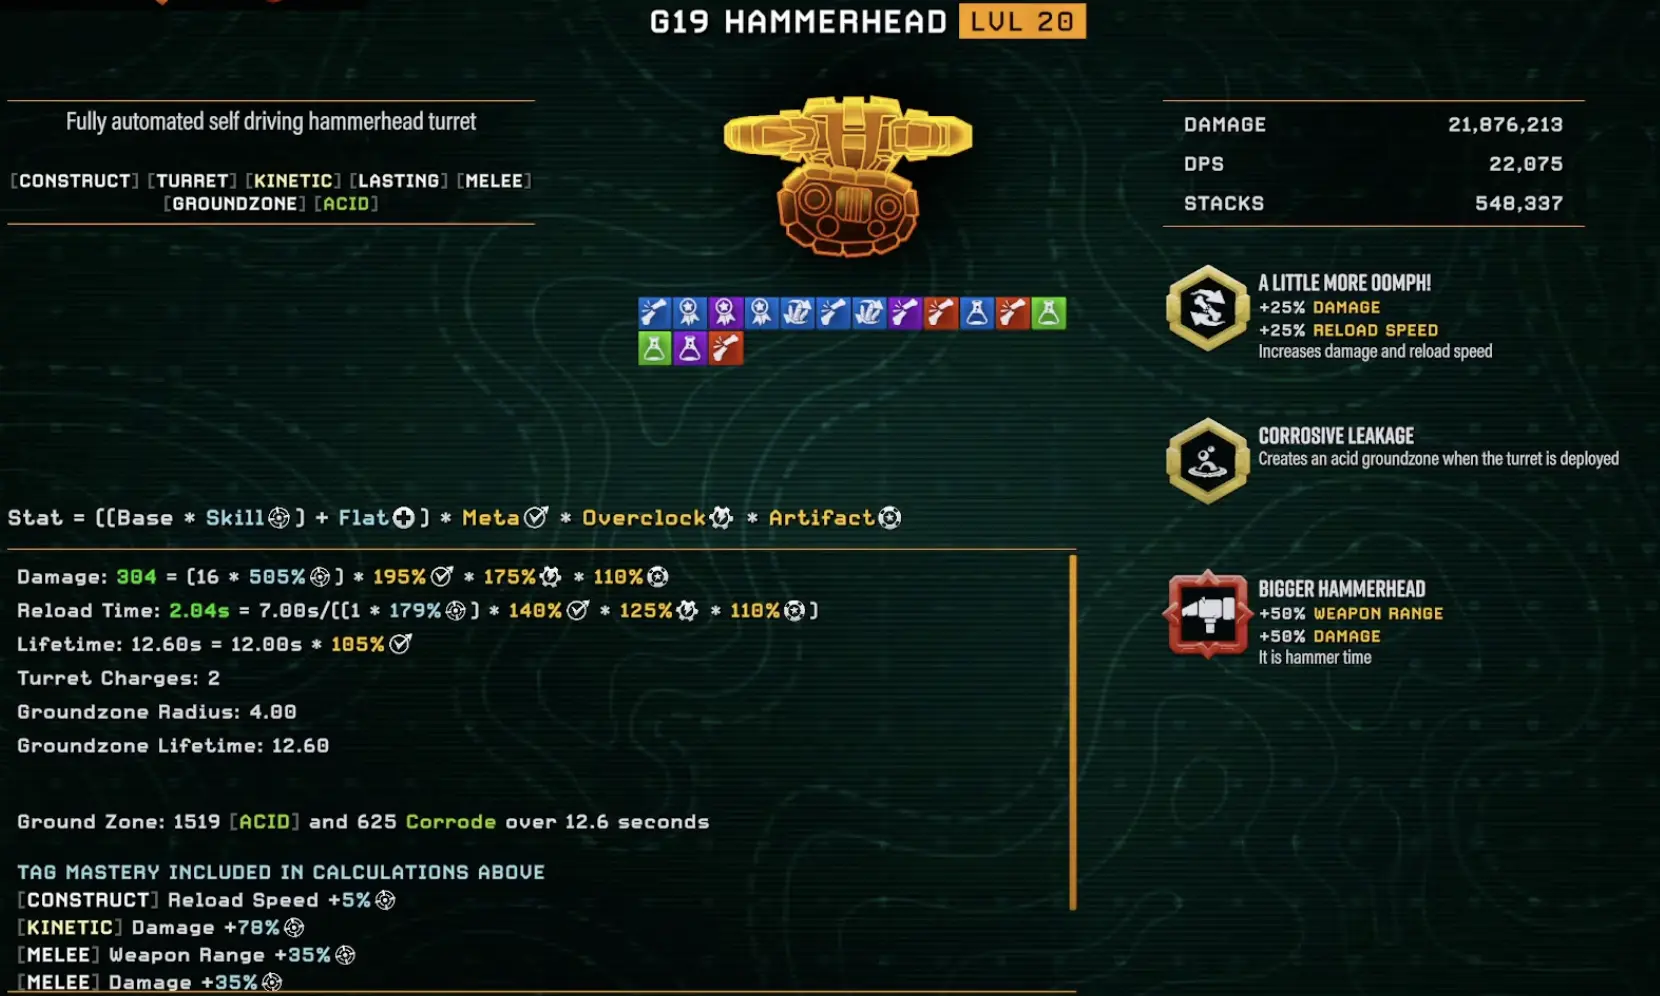 G19 HAMMERHEAD LVL 20
Fully automated self driving hammerhead turret
[CONSTRUCT] [TURRET] [KINETIC] [LASTING] [MELEE]
[GROUNDZONE] [ACID]
DAMAGE 21,876,213
DPS 22,075
STACKS 548,337
A LITTLE MORE OOMPH!
+25% DAMAGE
+25% RELOAD SPEED
Increases damage and reload speed
CORROSIVE LEAKAGE
Creates an acid groundzone when the turret is deployed
BIGGER HAMMERHEAD
+50% WEAPON RANGE
+50% DAMAGE
It is hammer time
Stat = ((Base * Skill) + Flat) * Meta * Overclock * Artifact
Damage: 304 = (16 * 505%) * 195% * 175% * 110%
Reload Time: 2.04s = 7.00s/((1 * 179%) * 140% * 125% * 110%)
Lifetime: 12.60s = 12.00s * 105%
Turret Charges: 2
Groundzone Radius: 4.00
Groundzone Lifetime: 12.60
Ground Zone: 1519 [ACID] and 625 Corrode over 12.6 seconds
TAG MASTERY INCLUDED IN CALCULATIONS ABOVE
[CONSTRUCT] Reload Speed +5%
[KINETIC] Damage +78%
[MELEE] Weapon Range +35%
[MELEE] Damage +35%